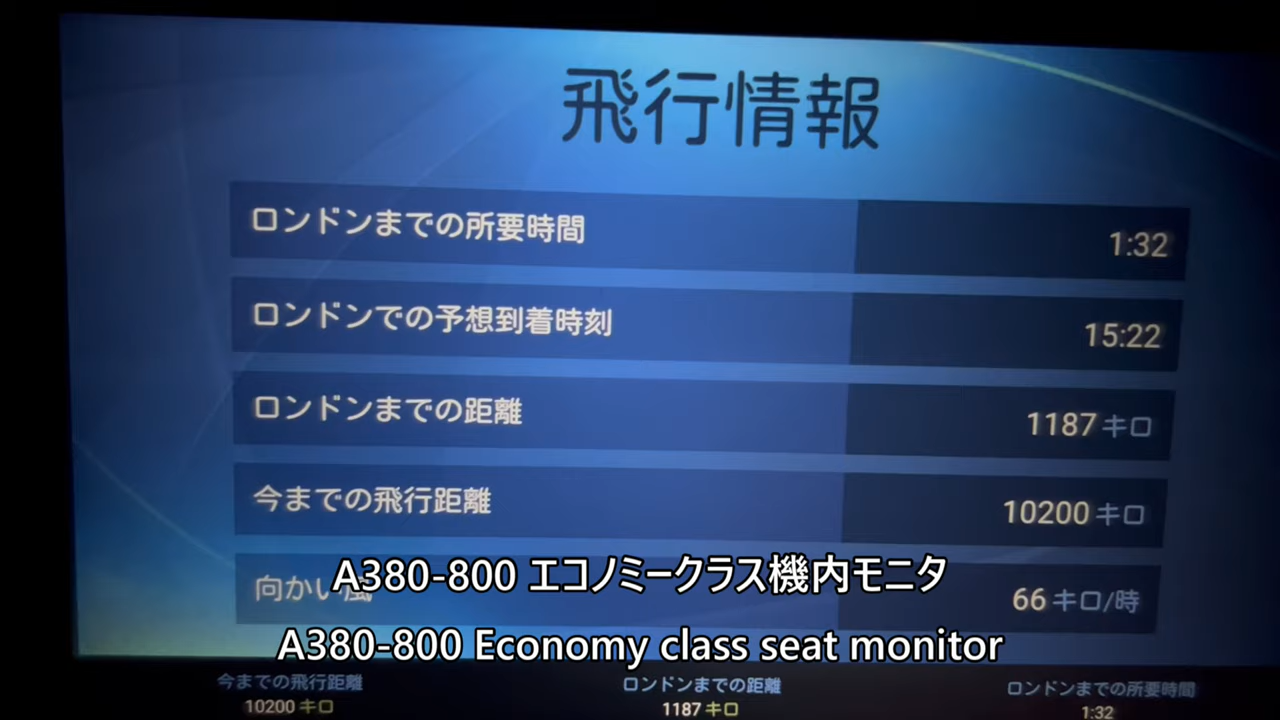 飛行情報
ロンドンまでの所要時間 1:32
ロンドンでの予想到着時刻 15:22
ロンドンまでの距離 1187 キロ
今までの飛行距離 10200 キロ
向かい風 66 キロ/時
A380-800 エコノミークラス機内モニタ
A380-800 Economy class seat monitor
今までの飛行距離 ロンドンまでの距離 ロンドンまでの所要時間
10200 キロ 1187 キロ 1:32